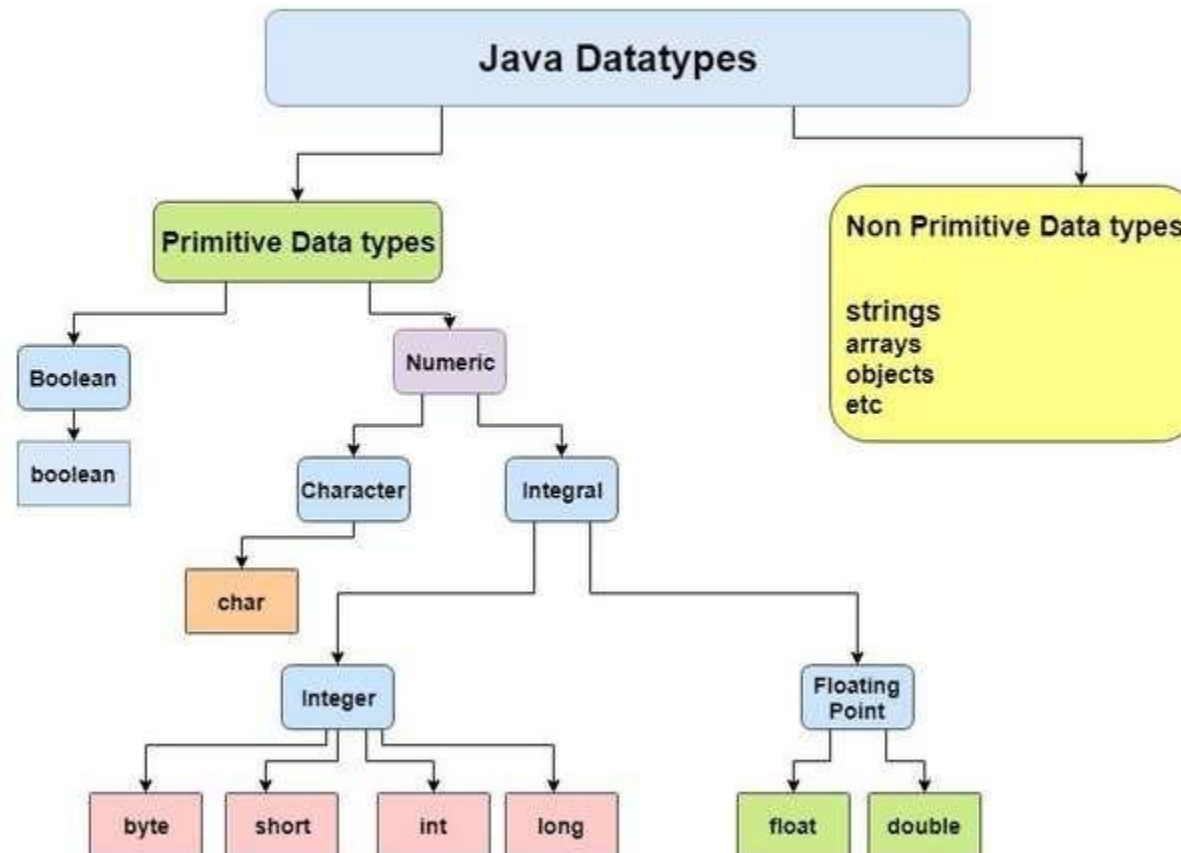 Java Datatypes
Primitive Data types
Non Primitive Data types
strings
arrays
objects
etc
Boolean
Numeric
boolean
Character
Integral
char
Integer
Floating
Point
byte
short
int
long
float
double